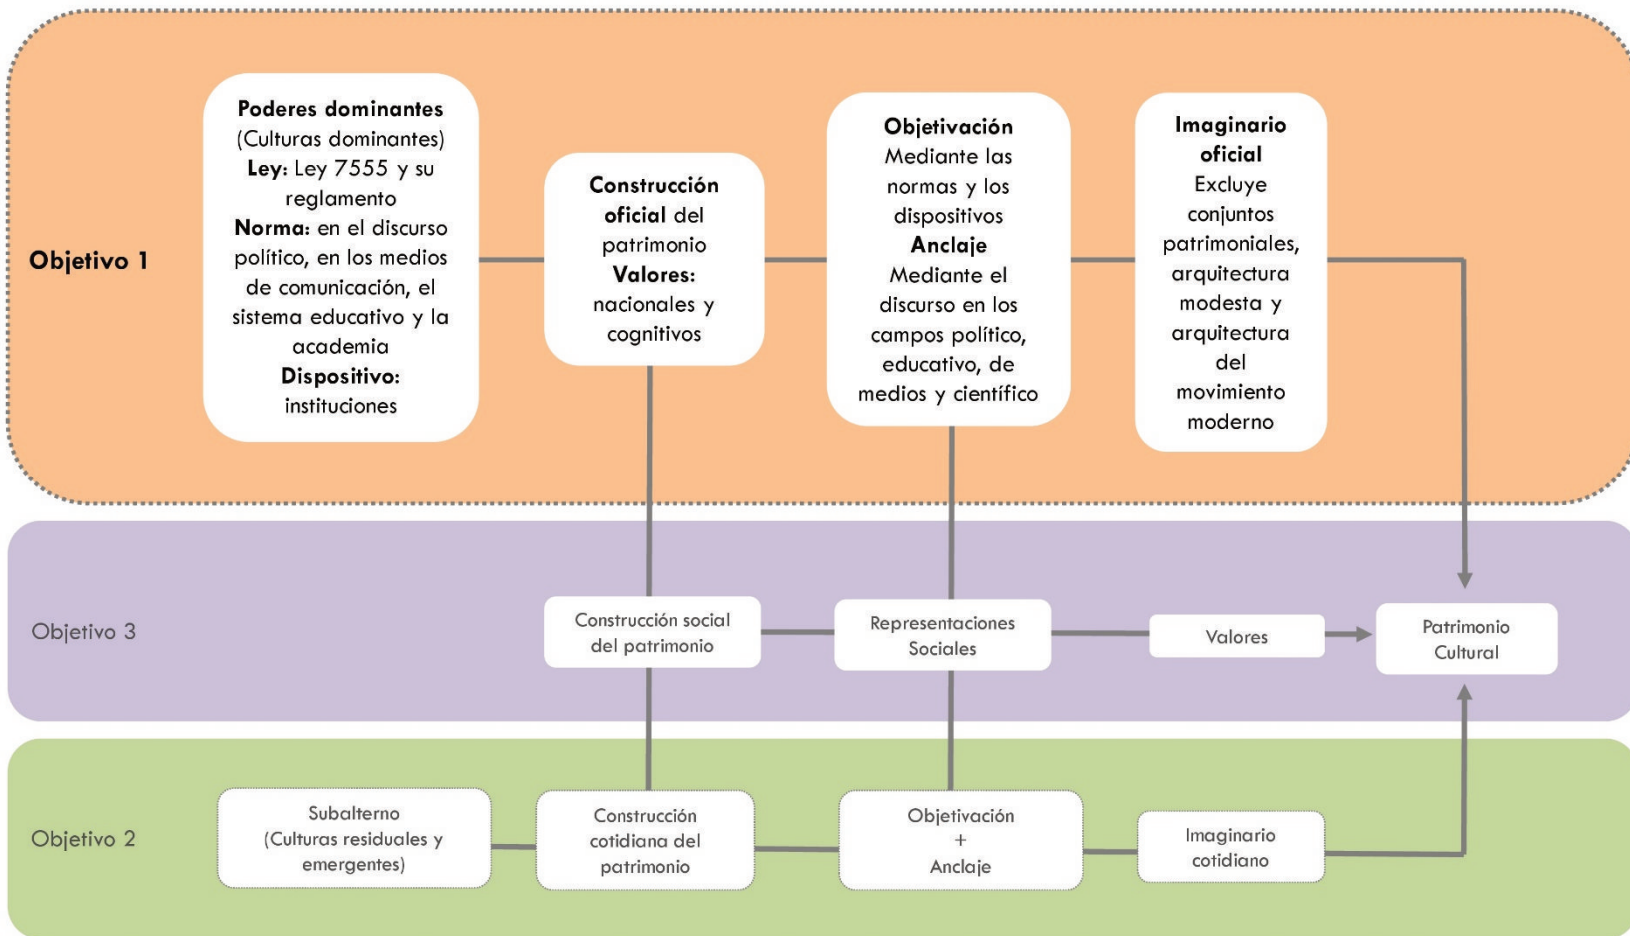 Objetivo 1
Poderes dominantes
(Culturas dominantes)
Ley: Ley 7555 y su
reglamento
Norma: en el discurso
político, en los medios
de comunicación, el
sistema educativo y la
academia
Dispositivo:
instituciones
Construcción
oficial del
patrimonio
Valores:
nacionales y
cognitivos
Objetivación
Mediante las
normas y los
dispositivos
Anclaje
Mediante el
discurso en los
campos político,
educativo, de
medios y científico
Imaginario
oficial
Excluye
conjuntos
patrimoniales,
arquitectura
modesta y
arquitectura
del
movimiento
moderno
Objetivo 3
Construcción social
del patrimonio
Representaciones
Sociales
Valores
Patrimonio
Cultural
Objetivo 2
Subalterno
(Culturas residuales y
emergentes)
Construcción
cotidiana del
patrimonio
Objetivación
+
Anclaje
Imaginario
cotidiano